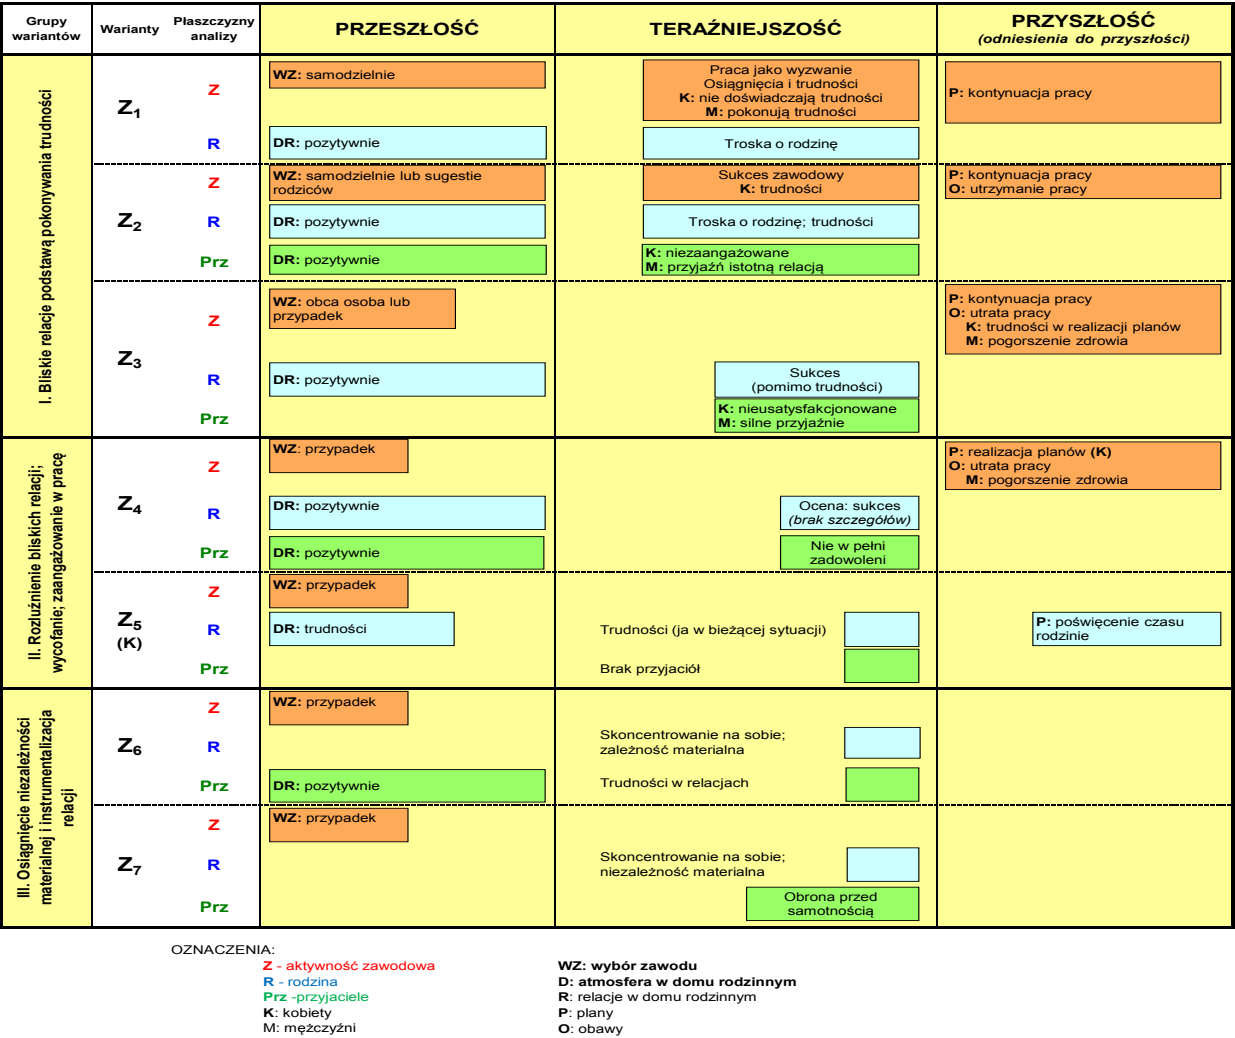 Grupy
wariantów
Warianty
Płaszczyzny
analizy
PRZESZŁOŚĆ
TERAŹNIEJSZOŚĆ
PRZYSZŁOŚĆ
(odniesienia do przyszłości)
I. Bliskie relacje podstawą pokonywania trudności
Z1
Z
WZ: samodzielnie
Praca jako wyzwanie
Osiągnięcia i trudności
K: nie doświadczają trudności
M: pokonują trudności
P: kontynuacja pracy
R
DR: pozytywnie
Troska o rodzinę
Z2
Z
WZ: samodzielnie lub sugestie
rodziców
Sukces zawodowy
K: trudności
P: kontynuacja pracy
O: utrzymanie pracy
R
DR: pozytywnie
Troska o rodzinę; trudności
Prz
DR: pozytywnie
K: niezaangażowane
M: przyjaźń istotną relacją
Z3
Z
WZ: obca osoba lub
przypadek
P: kontynuacja pracy
O: utrata pracy
K: trudności w realizacji planów
M: pogorszenie zdrowia
R
DR: pozytywnie
Sukces
(pomimo trudności)
Prz
K: nieusatysfakcjonowane
M: silne przyjaźnie
II. Rozluźnienie bliskich relacji;
wycofanie; zaangażowanie w pracę
Z4
Z
WZ: przypadek
P: realizacja planów (K)
O: utrata pracy
M: pogorszenie zdrowia
R
DR: pozytywnie
Ocena: sukces
(brak szczegółów)
Prz
DR: pozytywnie
Nie w pełni
zadowoleni
Z5
(K)
Z
WZ: przypadek
R
DR: trudności
Trudności (ja w bieżącej sytuacji)
P: poświęcenie czasu
rodzinie
Prz
Brak przyjaciół
III. Osiągnięcie niezależności
materialnej i instrumentalizacja
relacji
Z6
Z
WZ: przypadek
R
Skoncentrowanie na sobie;
zależność materialna
Prz
DR: pozytywnie
Trudności w relacjach
Z7
Z
WZ: przypadek
R
Skoncentrowanie na sobie;
niezależność materialna
Prz
Obrona przed
samotnością
OZNACZENIA:
Z - aktywność zawodowa
R - rodzina
Prz -przyjaciele
K: kobiety
M: mężczyźni
WZ: wybór zawodu
D: atmosfera w domu rodzinnym
R: relacje w domu rodzinnym
P: plany
O: obawy